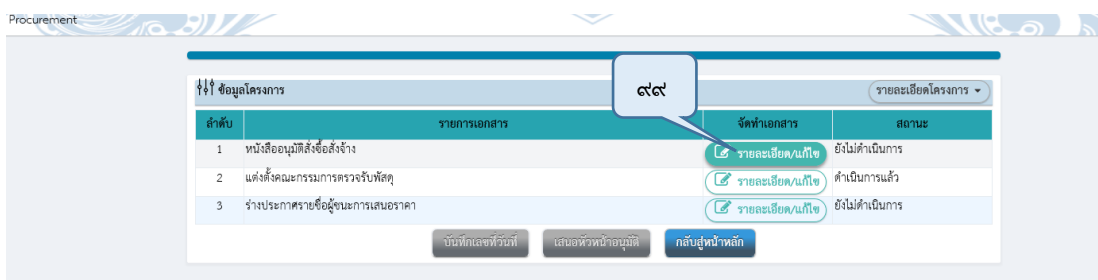 Procurement
๙๙
ข้อมูลโครงการ รายละเอียดโครงการ
ลำดับ รายการเอกสาร จัดทำเอกสาร สถานะ
1 หนังสืออนุมัติสั่งซื้อสั่งจ้าง รายละเอียด/แก้ไข ยังไม่ดำเนินการ
2 แต่งตั้งคณะกรรมการตรวจรับพัสดุ รายละเอียด/แก้ไข ดำเนินการแล้ว
3 ร่างประกาศรายชื่อผู้ชนะการเสนอราคา รายละเอียด/แก้ไข ยังไม่ดำเนินการ
บันทึกเลขที่วันที่ เสนอหัวหน้าอนุมัติ กลับสู่หน้าหลัก